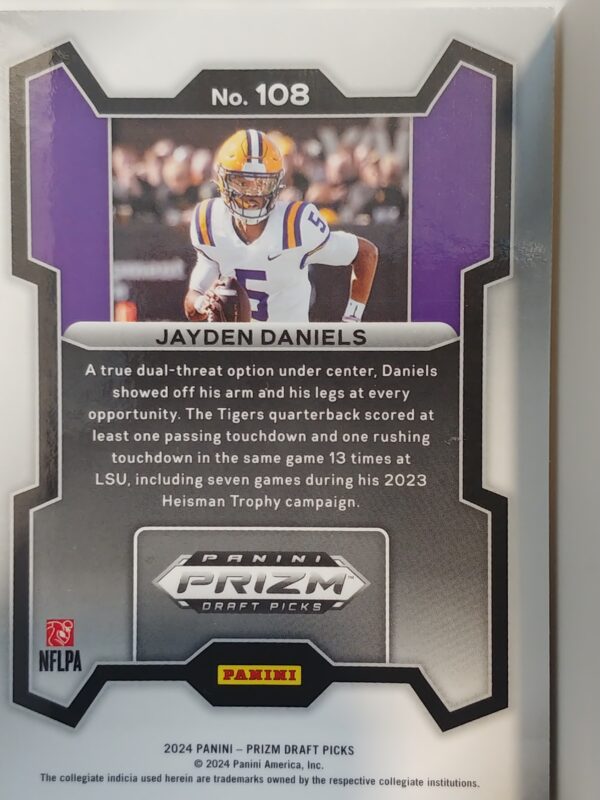 No. 108
5
5
JAYDEN DANIELS
A true dual-threat option under center, Daniels
showed off his arm and his legs at every
opportunity. The Tigers quarterback scored at
least one passing touchdown and one rushing
touchdown in the same game 13 times at
LSU, including seven games during his 2023
Heisman Trophy campaign.
PANINI
PRIZM™
DRAFT PICKS
NFLPA
PANINI
2024 PANINI – PRIZM DRAFT PICKS
© 2024 Panini America, Inc.
The collegiate indicia used herein are trademarks owned by the respective collegiate institutions.